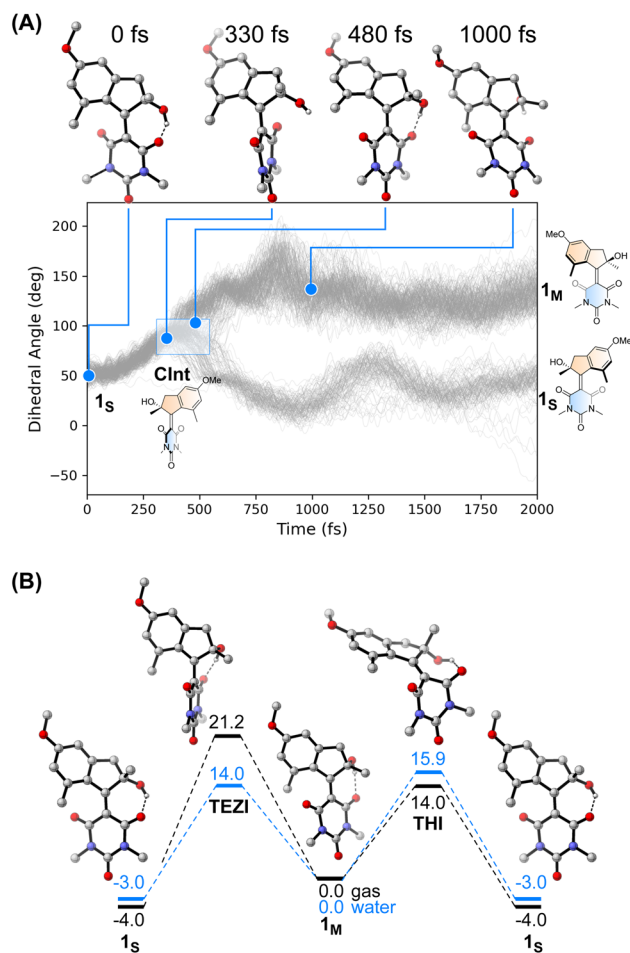 (A)
0 fs
330 fs
480 fs
1000 fs
Dihedral Angle (deg)
200
150
100
50
0
−50
0
250
500
750
1000
1250
1500
1750
2000
Time (fs)
1S
CInt
HO
OMe
O
O
N
N
O
1M
MeO
OH
O
O
N
N
O
1S
OMe
HO
O
O
N
N
O
(B)
21.2
14.0
TEZI
15.9
14.0
THI
-3.0
-4.0
1S
0.0 gas
0.0 water
1M
-3.0
-4.0
1S